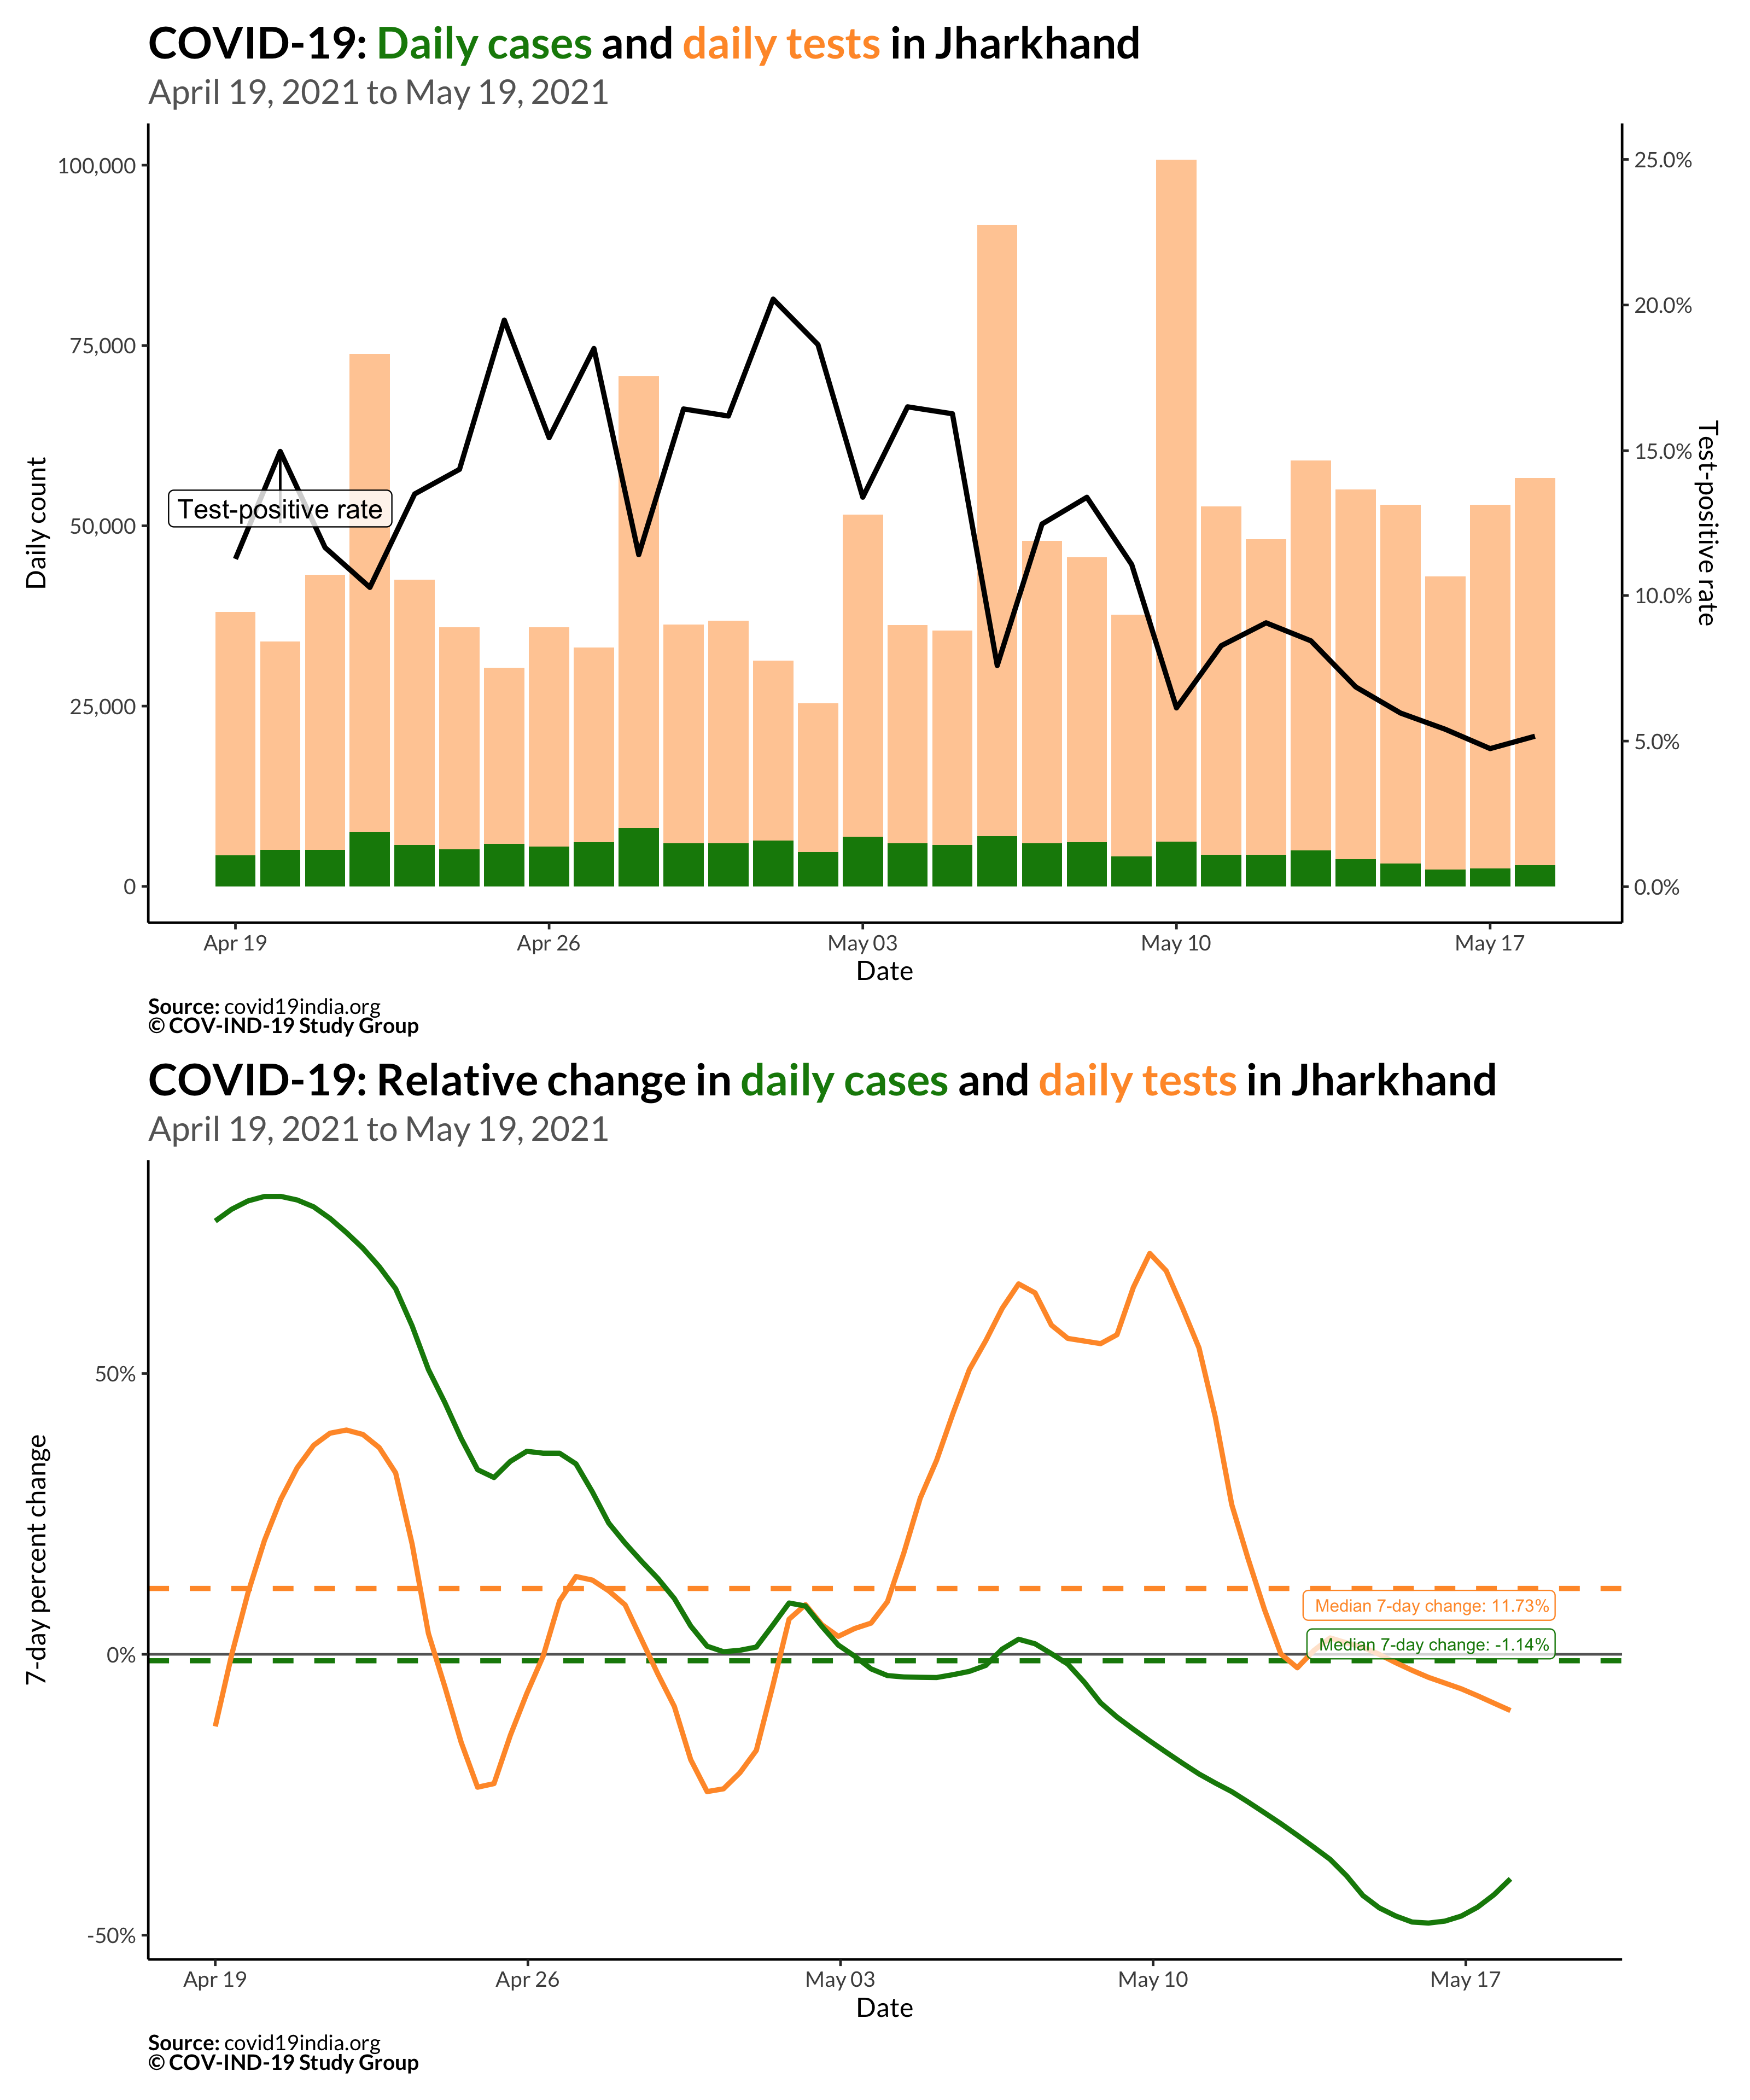 COVID-19: Daily cases and daily tests in Jharkhand
April 19, 2021 to May 19, 2021
100,000
75,000
50,000
25,000
0
Daily count
25.0%
20.0%
15.0%
10.0%
5.0%
0.0%
Test-positive rate
Test-positive rate
Apr 19
Apr 26
May 03
May 10
May 17
Date
Source: covid19india.org
© COV-IND-19 Study Group
COVID-19: Relative change in daily cases and daily tests in Jharkhand
April 19, 2021 to May 19, 2021
50%
0%
-50%
7-day percent change
Median 7-day change: 11.73%
Median 7-day change: -1.14%
Apr 19
Apr 26
May 03
May 10
May 17
Date
Source: covid19india.org
© COV-IND-19 Study Group